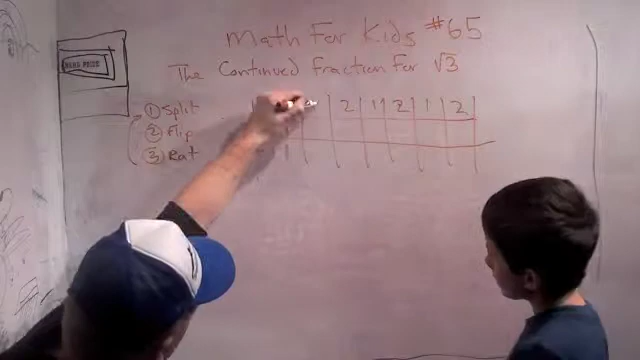 Math For Kids #65
The Continued Fraction For √3
① Split
2 1 2 1 2
② Flip
③ Rat